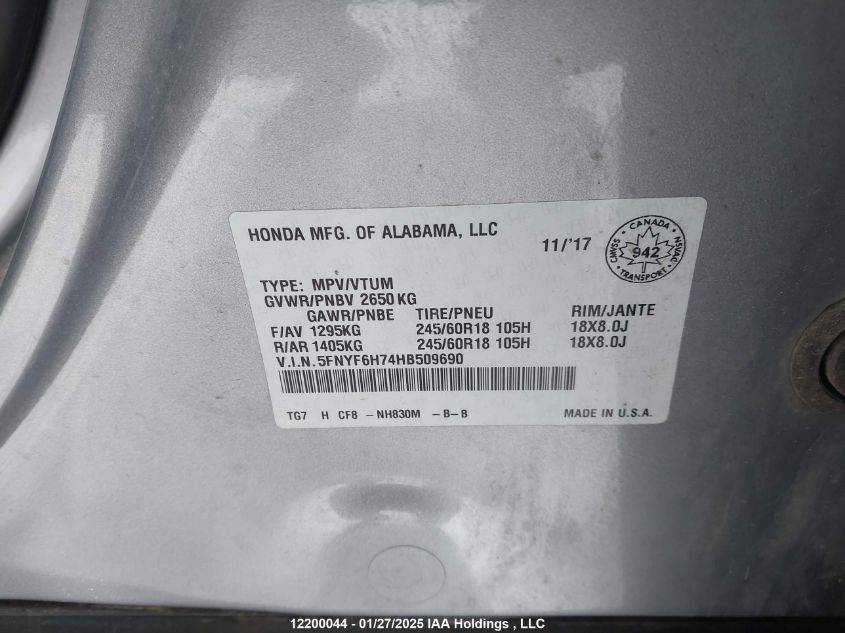 HONDA MFG. OF ALABAMA, LLC
11/'17
CANADA
CMVSS
942
NSVAC
TRANSPORT
TYPE: MPV/VTUM
GVWR/PNBV 2650 KG
GAWR/PNBE TIRE/PNEU RIM/JANTE
F/AV 1295KG 245/60R18 105H 18X8.0J
R/AR 1405KG 245/60R18 105H 18X8.0J
V.I.N. 5FNYF6H74HB509690
TG7 H CF8 -NH830M -B-B MADE IN U.S.A.
12200044 - 01/27/2025 IAA Holdings , LLC